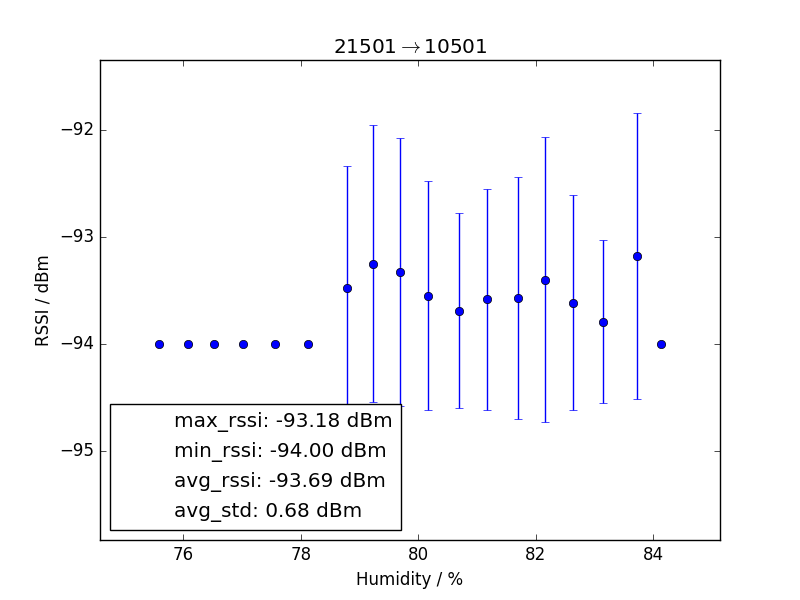 21501→10501
−92
−93
−94
−95
RSSI / dBm
max_rssi: -93.18 dBm
min_rssi: -94.00 dBm
avg_rssi: -93.69 dBm
avg_std: 0.68 dBm
76 78 80 82 84
Humidity / %